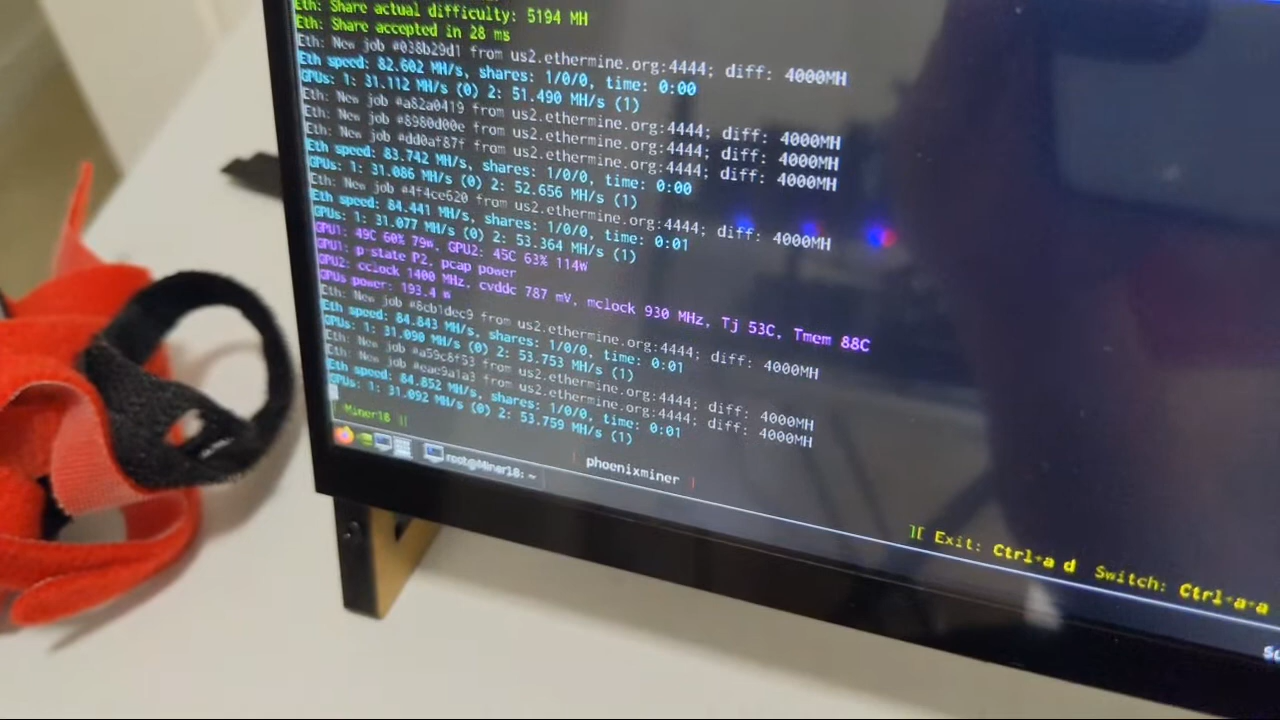 Eth: Share actual difficulty: 5194 MH
Eth: Share accepted in 28 ms
Eth: New job #038b29d1 from us2.ethermine.org:4444; diff: 4000MH
Eth speed: 82.602 MH/s, shares: 1/0/0, time: 0:00
GPUs: 1: 31.112 MH/s (0) 2: 51.490 MH/s (1)
Eth: New job #a82a0419 from us2.ethermine.org:4444; diff: 4000MH
Eth: New job #8980d00e from us2.ethermine.org:4444; diff: 4000MH
Eth: New job #dd0af87f from us2.ethermine.org:4444; diff: 4000MH
Eth speed: 83.742 MH/s, shares: 1/0/0, time: 0:00
GPUs: 1: 31.086 MH/s (0) 2: 52.656 MH/s (1)
Eth: New job #4f4ce620 from us2.ethermine.org:4444; diff: 4000MH
Eth speed: 84.441 MH/s, shares: 1/0/0, time: 0:01
GPUs: 1: 31.077 MH/s (0) 2: 53.364 MH/s (1)
GPU1: 49C 60% 79W, GPU2: 45C 63% 114W
GPU1: p-state P2, pcap power
GPU2: cclock 1400 MHz, cvddc 787 mV, mclock 930 MHz, Tj 53C, Tmem 88C
GPUs power: 193.4 W
Eth: New job #8cb1dec9 from us2.ethermine.org:4444; diff: 4000MH
Eth speed: 84.843 MH/s, shares: 1/0/0, time: 0:01
GPUs: 1: 31.090 MH/s (0) 2: 53.753 MH/s (1)
Eth: New job #a59c8f53 from us2.ethermine.org:4444; diff: 4000MH
Eth: New job #eae9a1a3 from us2.ethermine.org:4444; diff: 4000MH
Eth speed: 84.852 MH/s, shares: 1/0/0, time: 0:01
GPUs: 1: 31.092 MH/s (0) 2: 53.759 MH/s (1)
[ Miner18 ][ | phoenixminer | ][ Exit: Ctrl+a d Switch: Ctrl+a+a
root@Miner18: ~